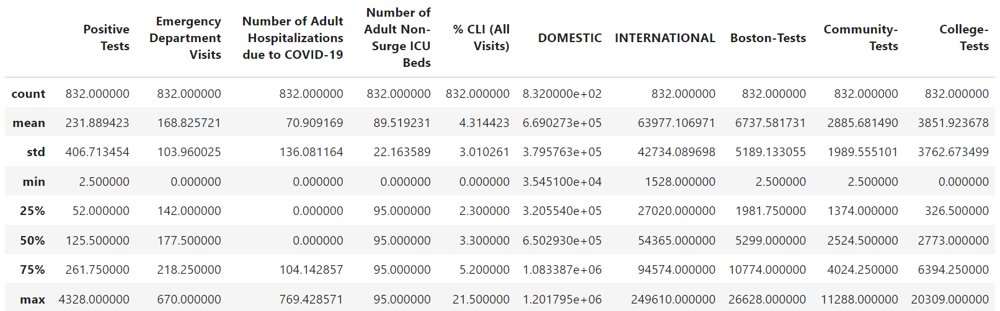 Positive Tests Emergency Department Visits Number of Adult Hospitalizations due to COVID-19 Number of Adult Non-Surge ICU Beds % CLI (All Visits) DOMESTIC INTERNATIONAL Boston-Tests Community-Tests College-Tests
count 832.000000 832.000000 832.000000 832.000000 832.000000 8.320000e+02 832.000000 832.000000 832.000000 832.000000
mean 231.889423 168.825721 70.909169 89.519231 4.314423 6.690273e+05 63977.106971 6737.581731 2885.681490 3851.923678
std 406.713454 103.960025 136.081164 22.163589 3.010261 3.795763e+05 42734.089698 5189.133055 1989.555101 3762.673499
min 2.500000 0.000000 0.000000 0.000000 0.000000 3.545100e+04 1528.000000 2.500000 2.500000 0.000000
25% 52.000000 142.000000 0.000000 95.000000 2.300000 3.205540e+05 27020.000000 1981.750000 1374.000000 326.500000
50% 125.500000 177.500000 0.000000 95.000000 3.300000 6.502930e+05 54365.000000 5299.000000 2524.500000 2773.000000
75% 261.750000 218.250000 104.142857 95.000000 5.200000 1.083387e+06 94574.000000 10774.000000 4024.250000 6394.250000
max 4328.000000 670.000000 769.428571 95.000000 21.500000 1.201795e+06 249610.000000 26628.000000 11288.000000 20309.000000